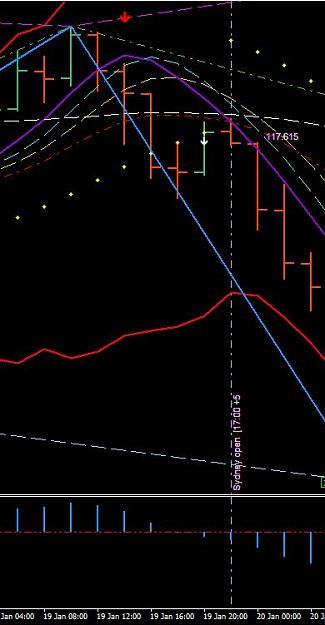 117.615
Sydney open [17:00 +5
Jan 04:00
19 Jan 08:00
19 Jan 12:00
19 Jan 16:00
19 Jan 20:00
20 Jan 00:00
20 J